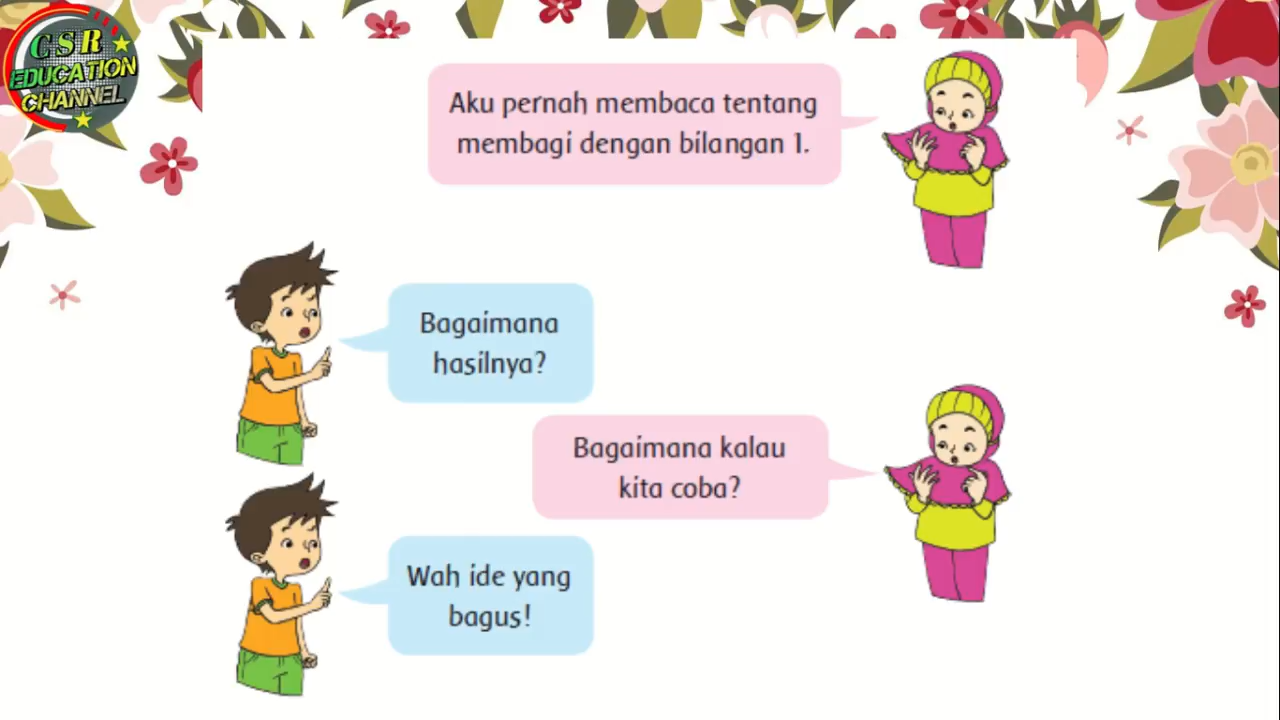 CSR
EDUCATION
CHANNEL
Aku pernah membaca tentang
membagi dengan bilangan 1.
Bagaimana
hasilnya?
Bagaimana kalau
kita coba?
Wah ide yang
bagus!